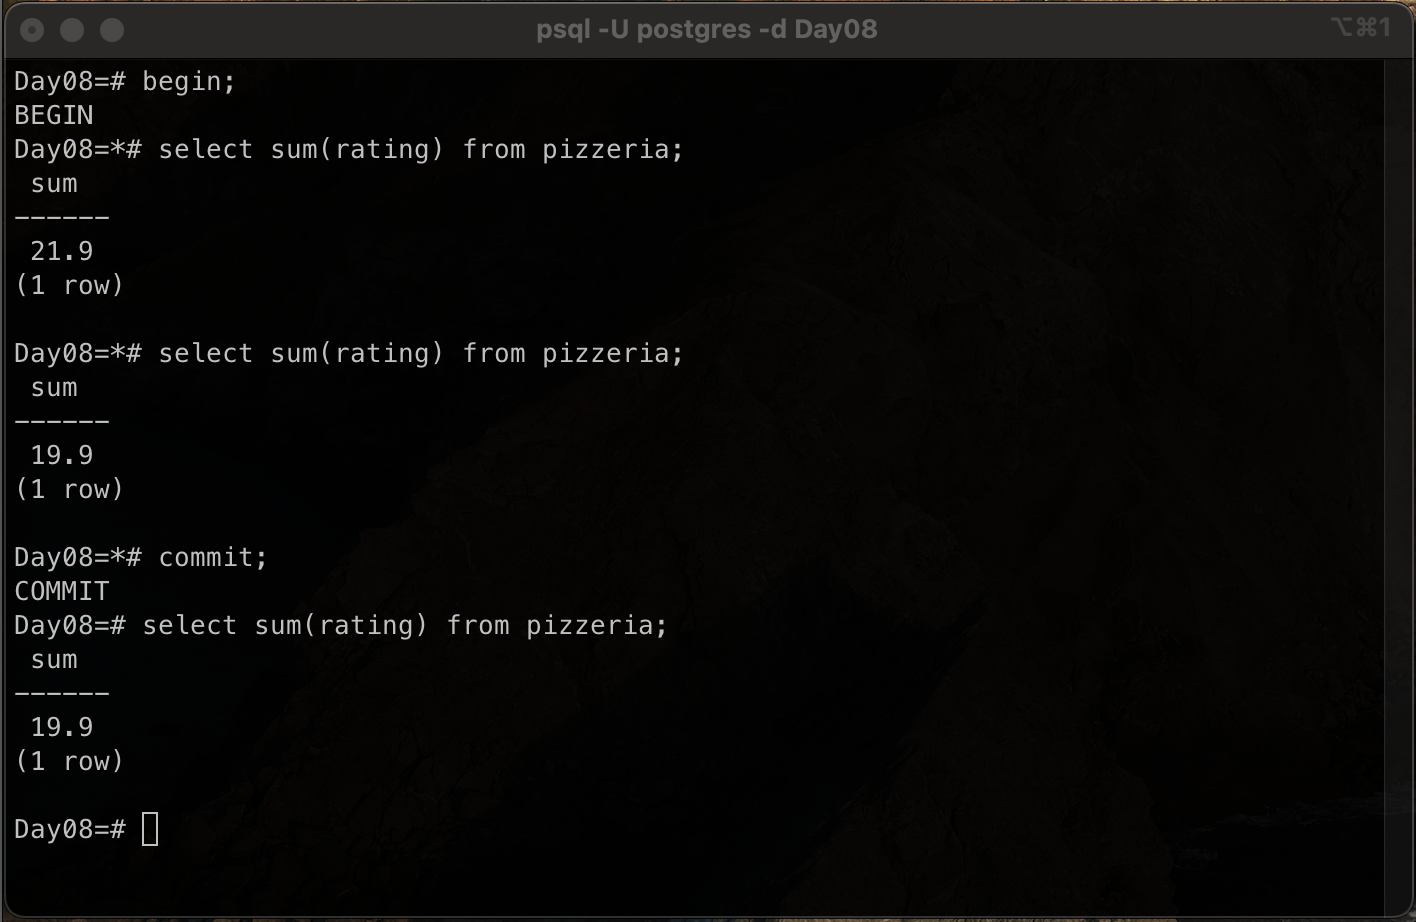 psql -U postgres -d Day08
⌥⌘1
Day08=# begin;
BEGIN
Day08=*# select sum(rating) from pizzeria;
 sum
------
 21.9
(1 row)

Day08=*# select sum(rating) from pizzeria;
 sum
------
 19.9
(1 row)

Day08=*# commit;
COMMIT
Day08=# select sum(rating) from pizzeria;
 sum
------
 19.9
(1 row)

Day08=#